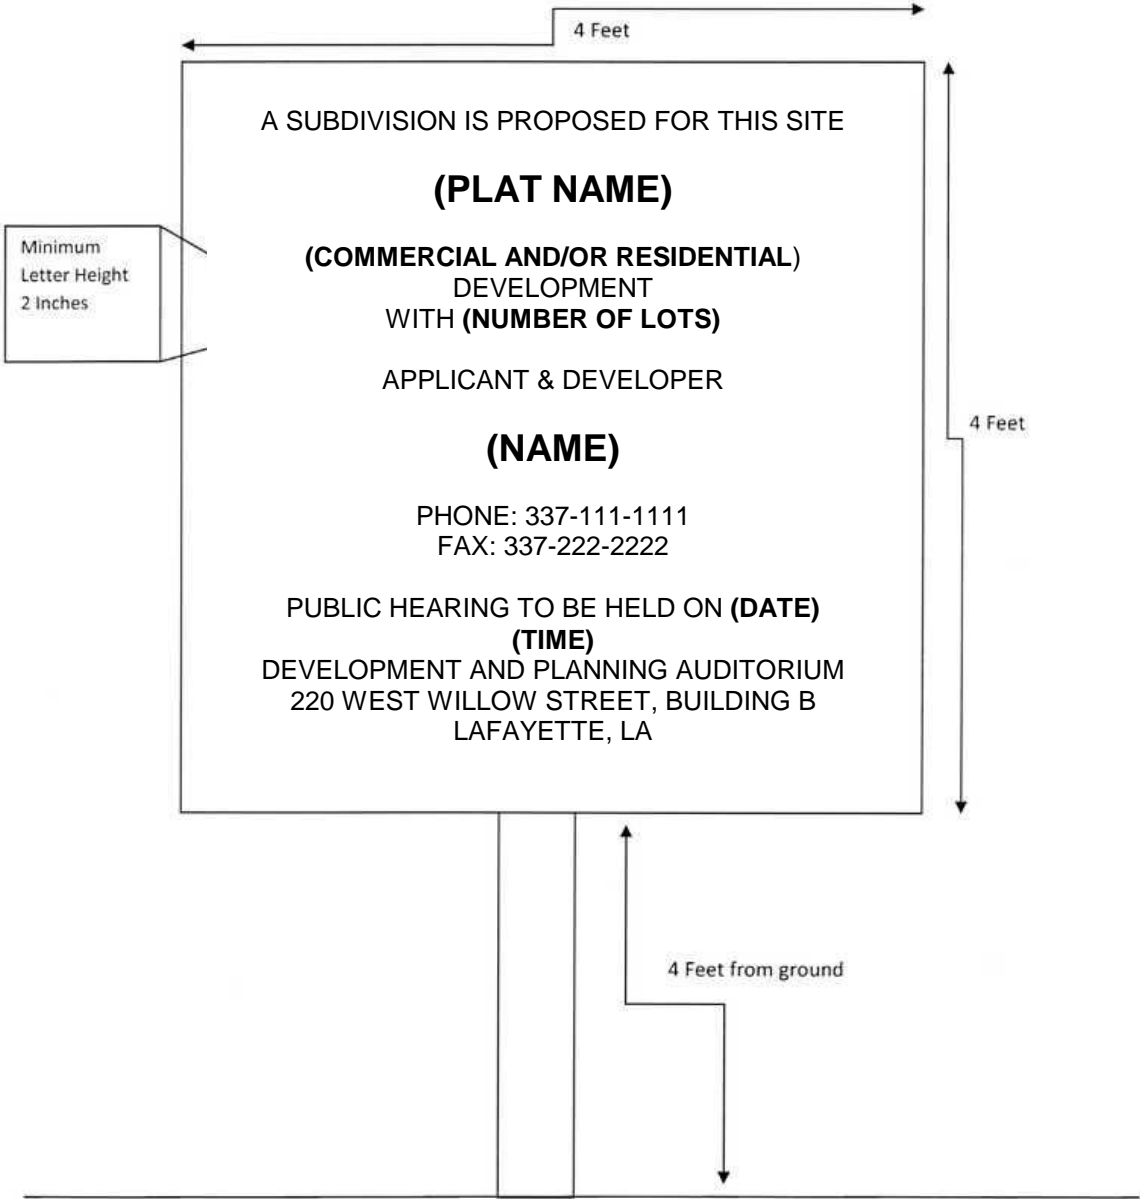 4 Feet
A SUBDIVISION IS PROPOSED FOR THIS SITE
(PLAT NAME)
Minimum
Letter Height
2 Inches
(COMMERCIAL AND/OR RESIDENTIAL)
DEVELOPMENT
WITH (NUMBER OF LOTS)
APPLICANT & DEVELOPER
4 Feet
(NAME)
PHONE: 337-111-1111
FAX: 337-222-2222
PUBLIC HEARING TO BE HELD ON (DATE)
(TIME)
DEVELOPMENT AND PLANNING AUDITORIUM
220 WEST WILLOW STREET, BUILDING B
LAFAYETTE, LA
4 Feet from ground